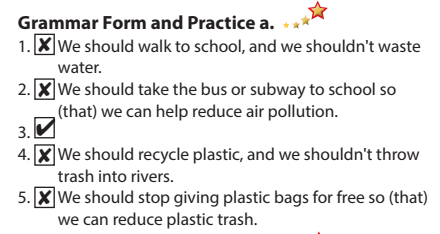 Grammar Form and Practice a.
1. ✘ We should walk to school, and we shouldn't waste
water.
2. ✘ We should take the bus or subway to school so
(that) we can help reduce air pollution.
3. ✔
4. ✘ We should recycle plastic, and we shouldn't throw
trash into rivers.
5. ✘ We should stop giving plastic bags for free so (that)
we can reduce plastic trash.